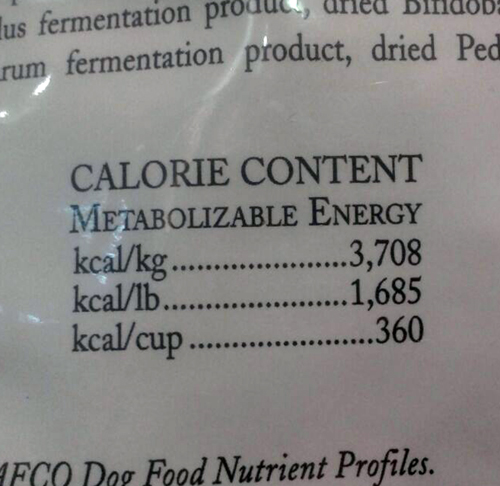 fermentation product, dried
fermentation product, dried
CALORIE CONTENT
METABOLIZABLE ENERGY
kcal/kg....................3,708
kcal/lb.....................1,685
kcal/cup.....................360
Dog Food Nutrient Profiles.